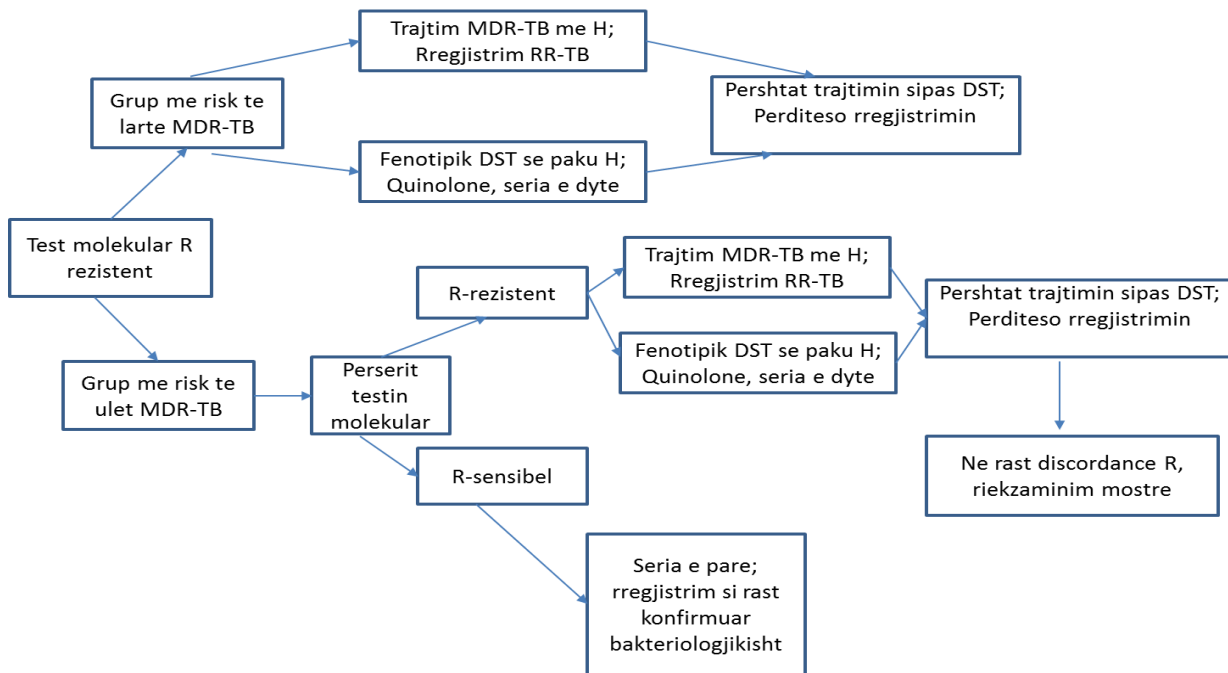 Trajtim MDR-TB me H;
Rregjistrim RR-TB
Grup me risk te
larte MDR-TB
Pershtat trajtimin sipas DST;
Perditeso rregjistrimin
Fenotipik DST se paku H;
Quinolone, seria e dyte
Test molekular R
rezistent
Trajtim MDR-TB me H;
Rregjistrim RR-TB
R-rezistent
Pershtat trajtimin sipas DST;
Perditeso rregjistrimin
Fenotipik DST se paku H;
Quinolone, seria e dyte
Grup me risk te
ulet MDR-TB
Perserit
testin
molekular
R-sensibel
Ne rast discordance R,
riekzaminim mostre
Seria e pare;
rregjistrim si rast
konfirmuar
bakteriologjikisht